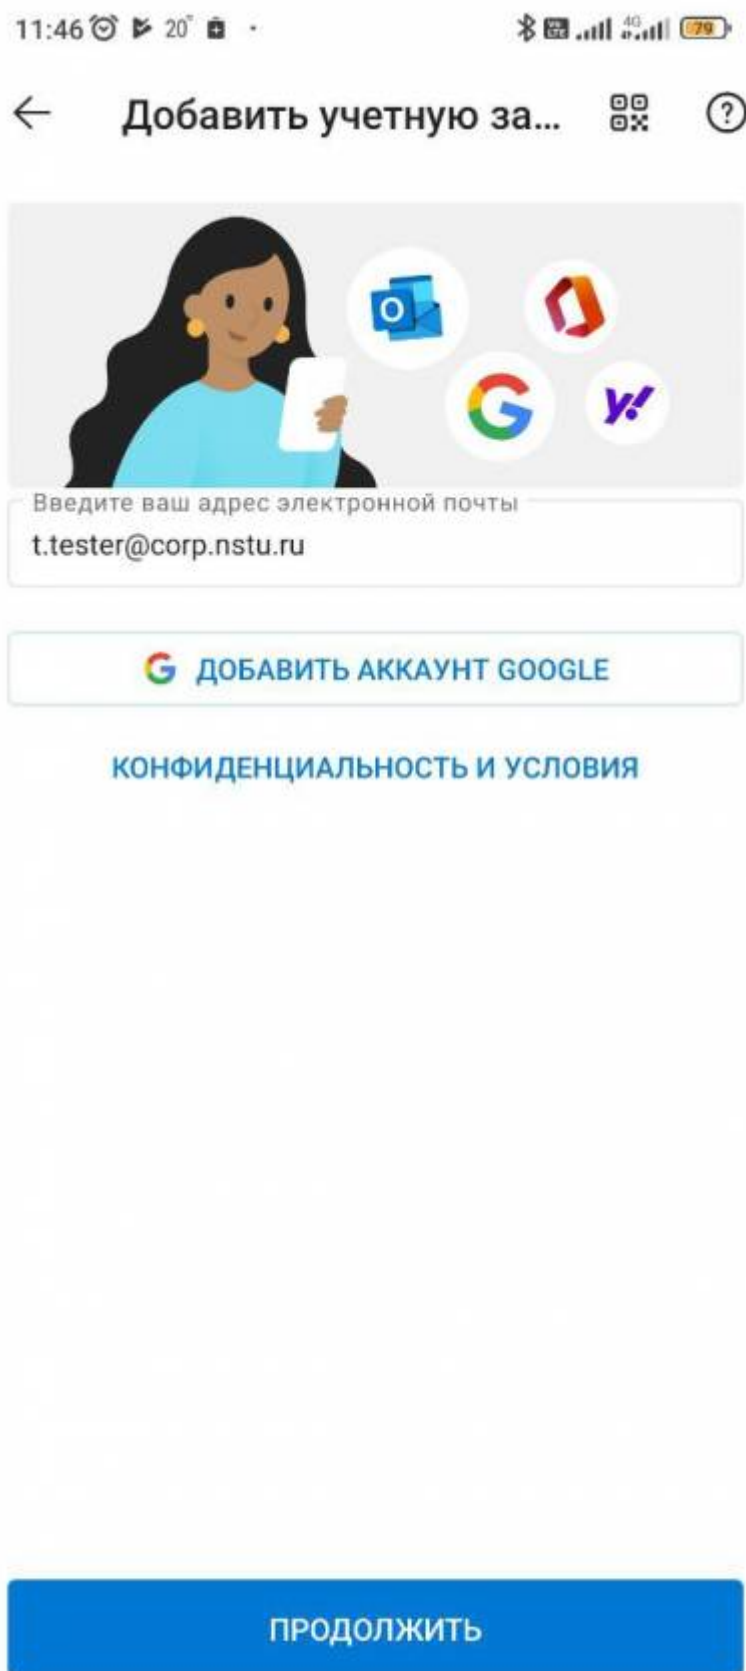 11:46 20°
4G 79
Добавить учетную за...
Введите ваш адрес электронной почты
t.tester@corp.nstu.ru
ДОБАВИТЬ АККАУНТ GOOGLE
КОНФИДЕНЦИАЛЬНОСТЬ И УСЛОВИЯ
ПРОДОЛЖИТЬ